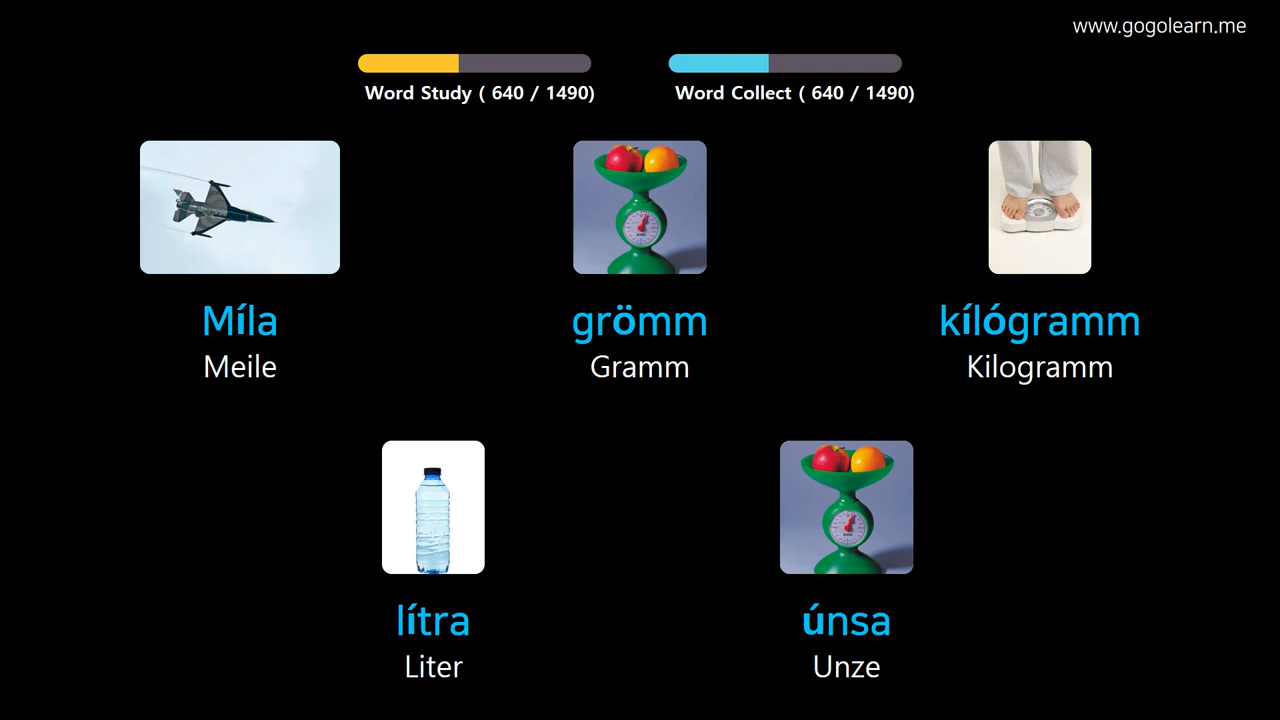 www.gogolearn.me
Word Study ( 640 / 1490)
Word Collect ( 640 / 1490)
Míla
Meile
grömm
Gramm
kílógramm
Kilogramm
lítra
Liter
únsa
Unze